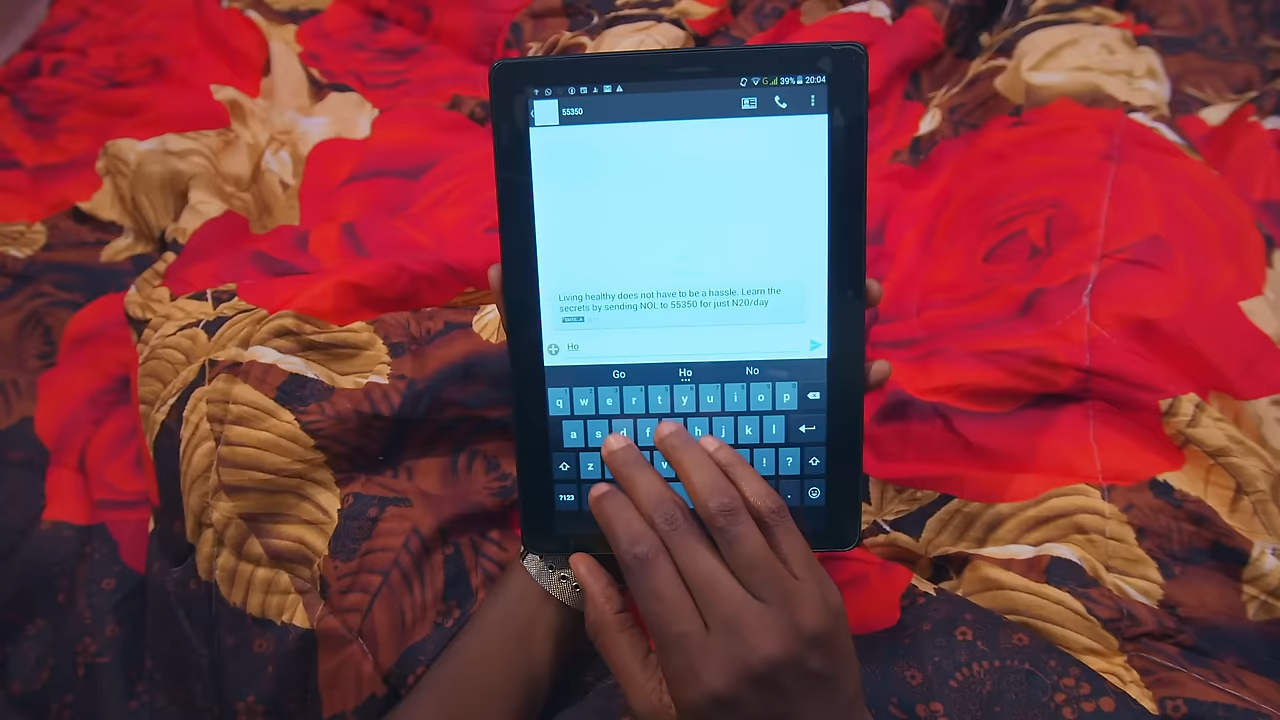 G 39% 20:04
55350
Living healthy does not have to be a hassle. Learn the
secrets by sending NOL to 55350 for just N20/day
Ho
Go Ho No
q w e r t y u i o p
a s d f h j k l
z v ! ?
?123 .